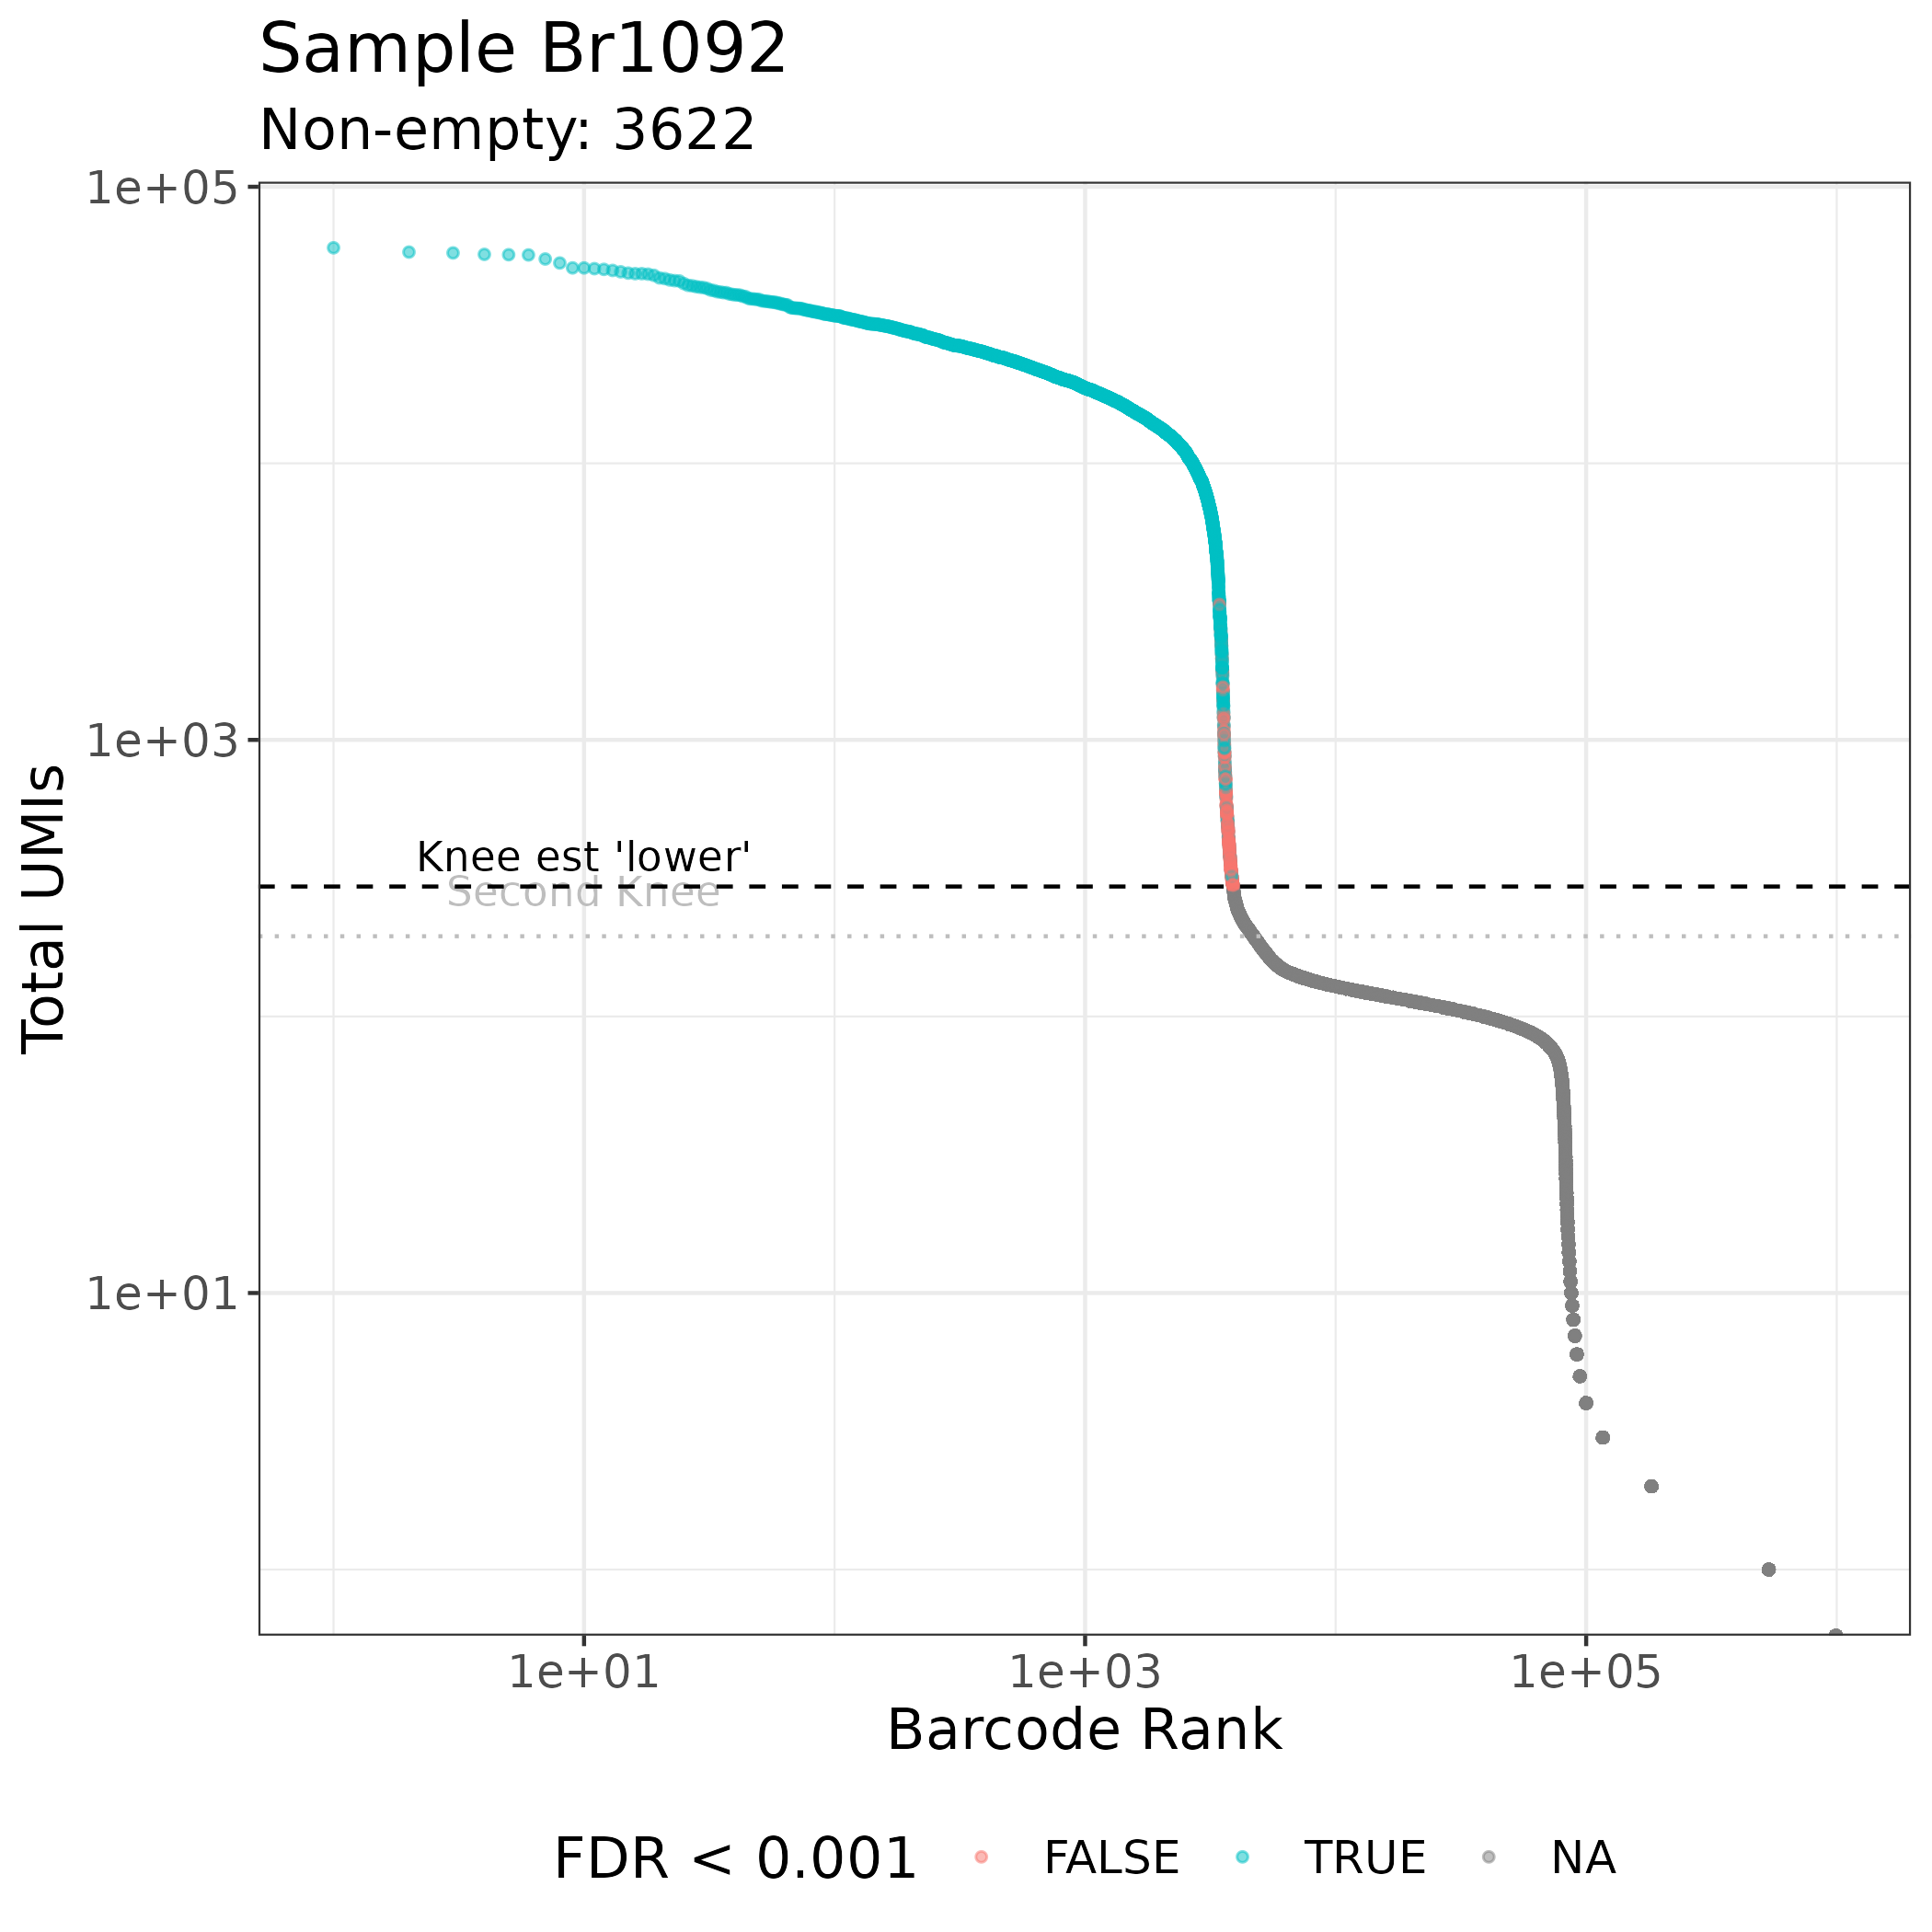 Sample Br1092
Non-empty: 3622
1e+05
1e+03
1e+01
Total UMIs
Knee est 'lower'
Second Knee
1e+01 1e+03 1e+05
Barcode Rank
FDR < 0.001 FALSE TRUE NA